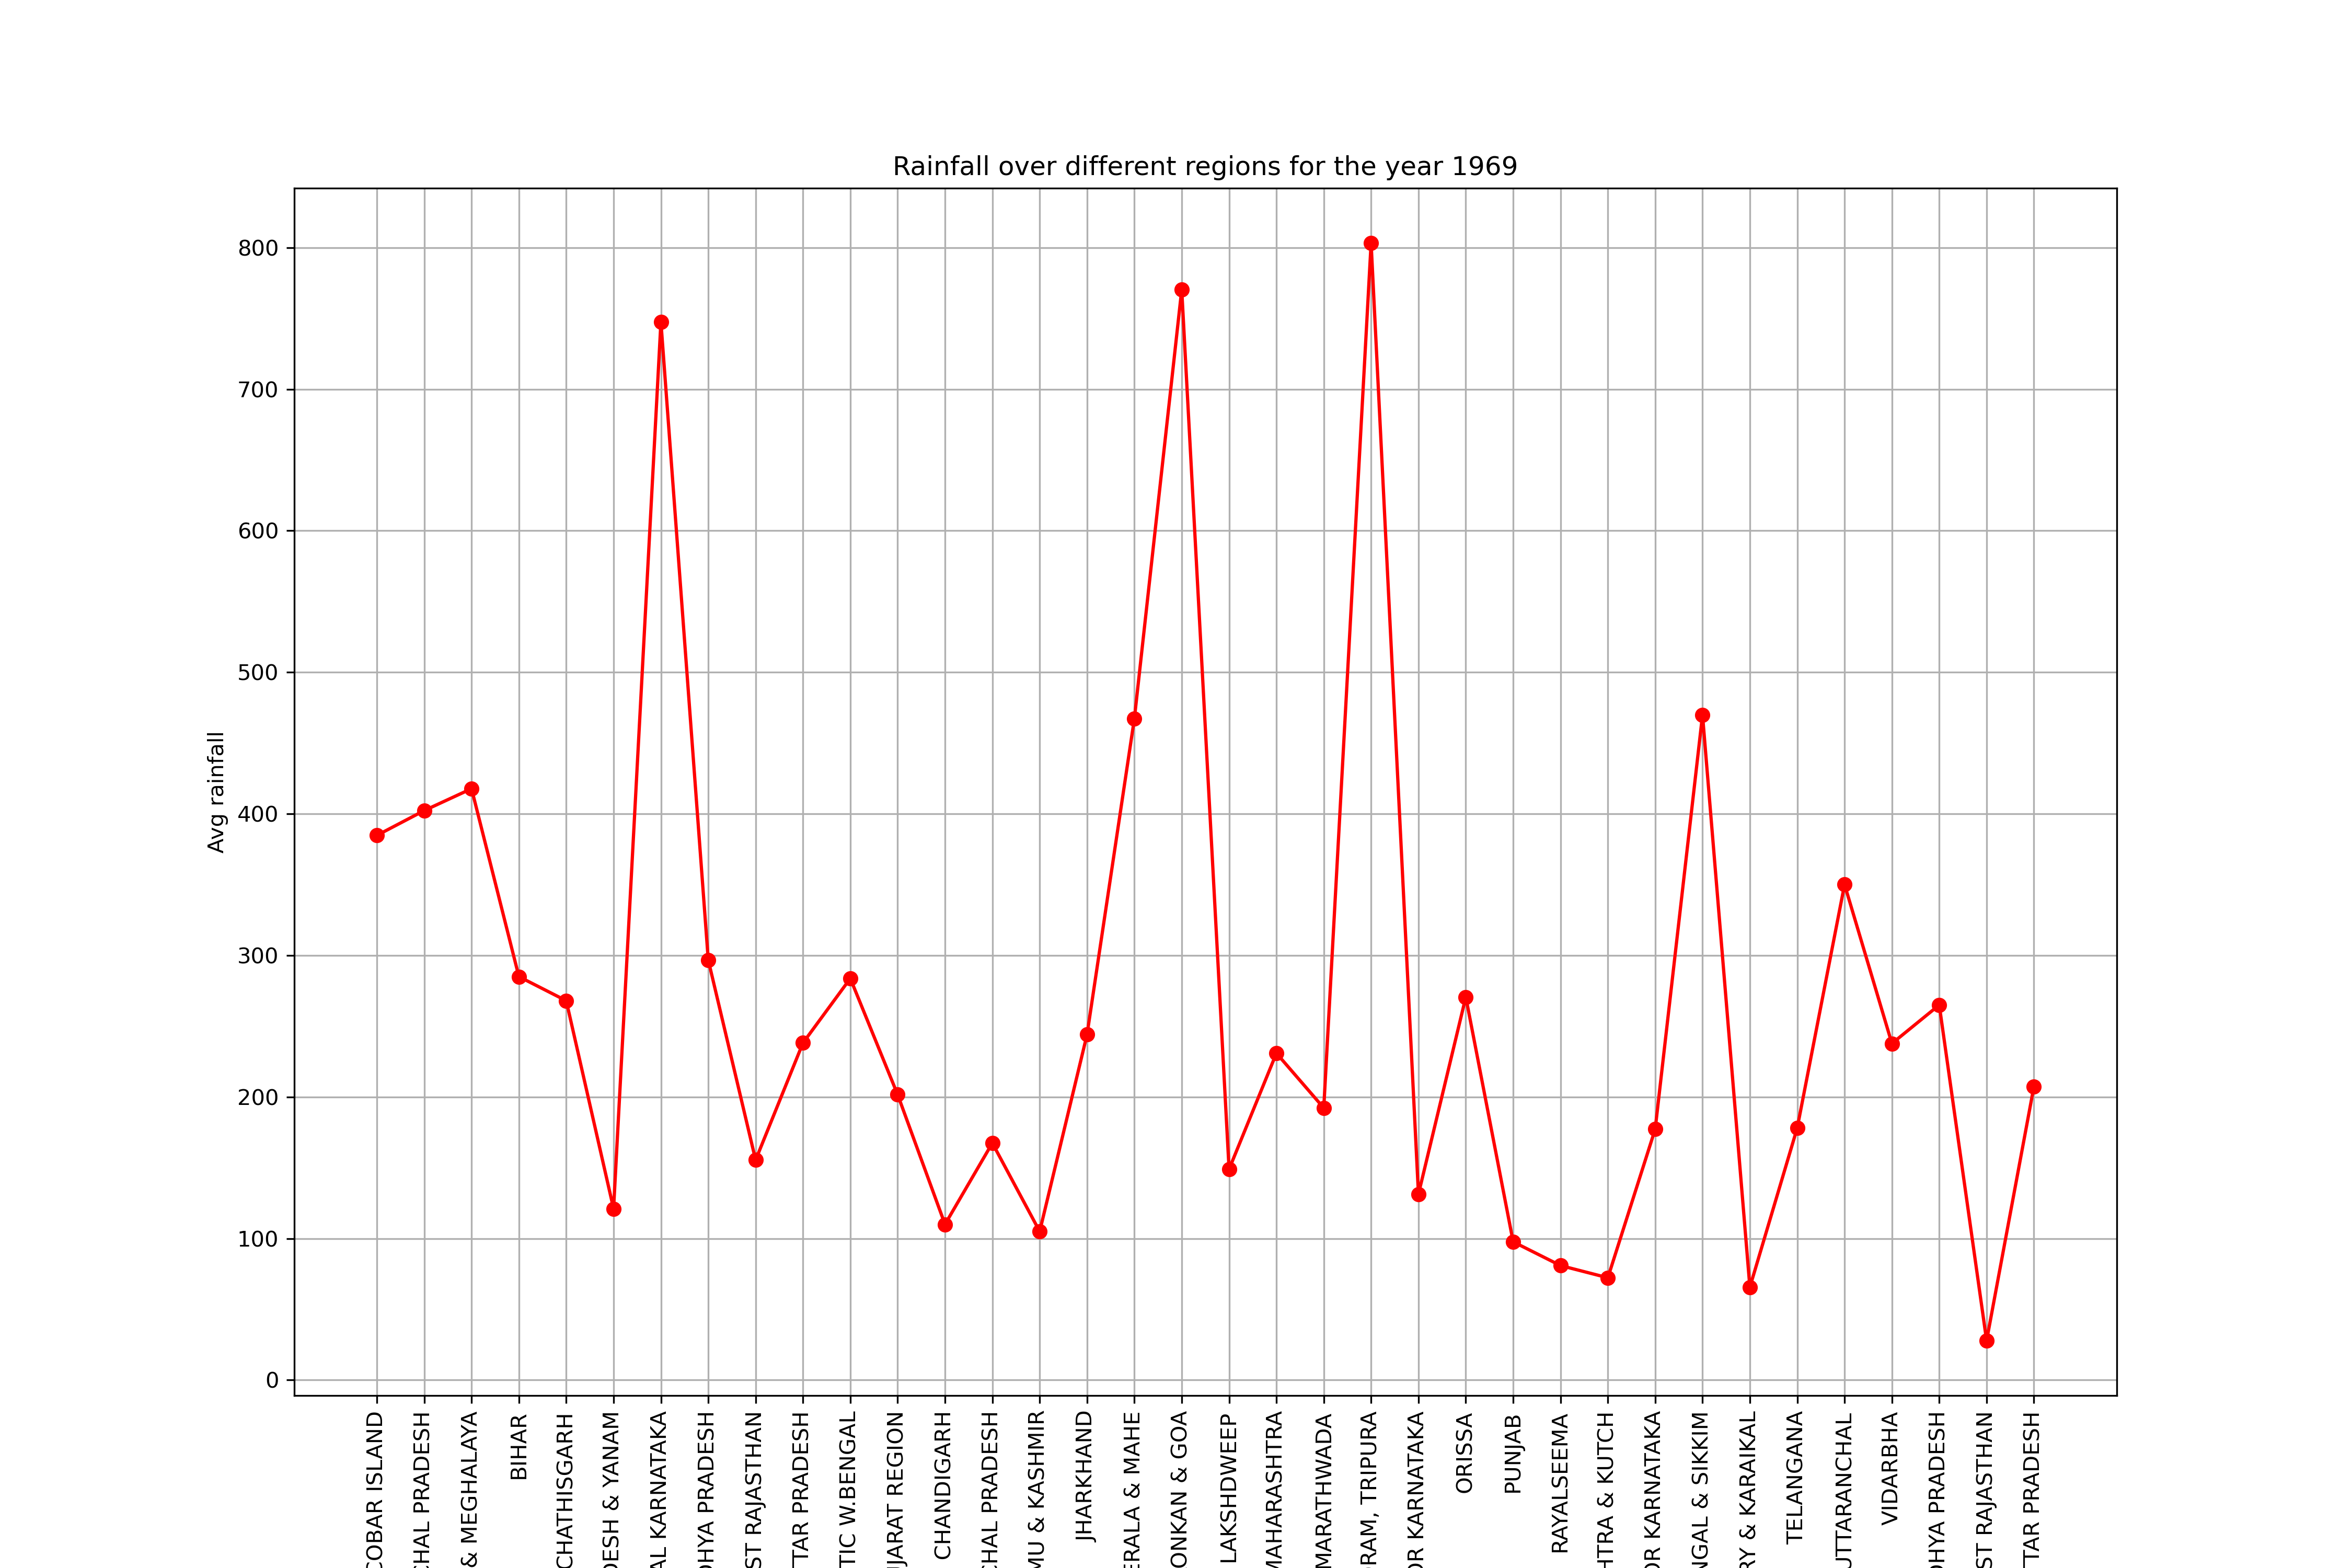 Rainfall over different regions for the year 1969
Avg rainfall
800
700
600
500
400
300
200
100
0
COBAR ISLAND
CHAL PRADESH
& MEGHALAYA
BIHAR
CHATHISGARH
DESH & YANAM
AL KARNATAKA
DHYA PRADESH
ST RAJASTHAN
TTAR PRADESH
TIC W.BENGAL
JARAT REGION
CHANDIGARH
CHAL PRADESH
MU & KASHMIR
JHARKHAND
ERALA & MAHE
ONKAN & GOA
LAKSHDWEEP
MAHARASHTRA
MARATHWADA
RAM, TRIPURA
OR KARNATAKA
ORISSA
PUNJAB
RAYALSEEMA
HTRA & KUTCH
OR KARNATAKA
NGAL & SIKKIM
RY & KARAIKAL
TELANGANA
UTTARANCHAL
VIDARBHA
DHYA PRADESH
ST RAJASTHAN
TTAR PRADESH